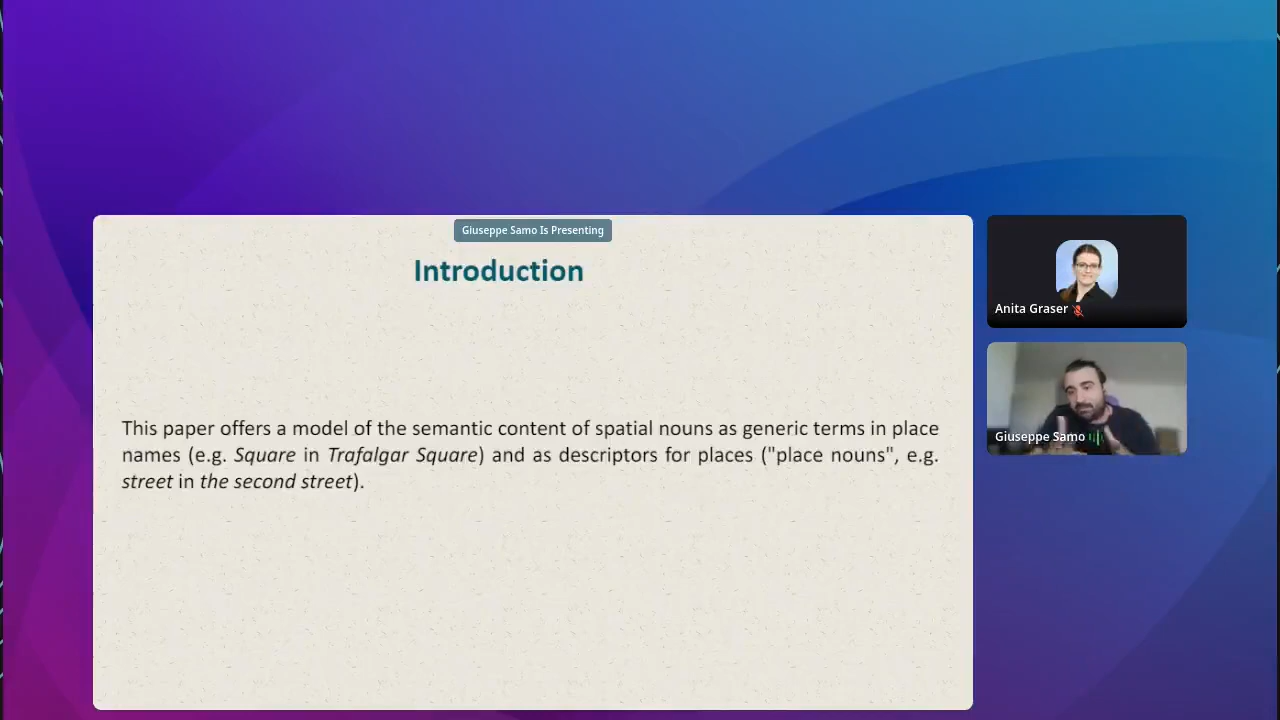 Giuseppe Samo Is Presenting
Introduction
This paper offers a model of the semantic content of spatial nouns as generic terms in place
names (e.g. Square in Trafalgar Square) and as descriptors for places ("place nouns", e.g.
street in the second street).
Anita Graser
Giuseppe Samo